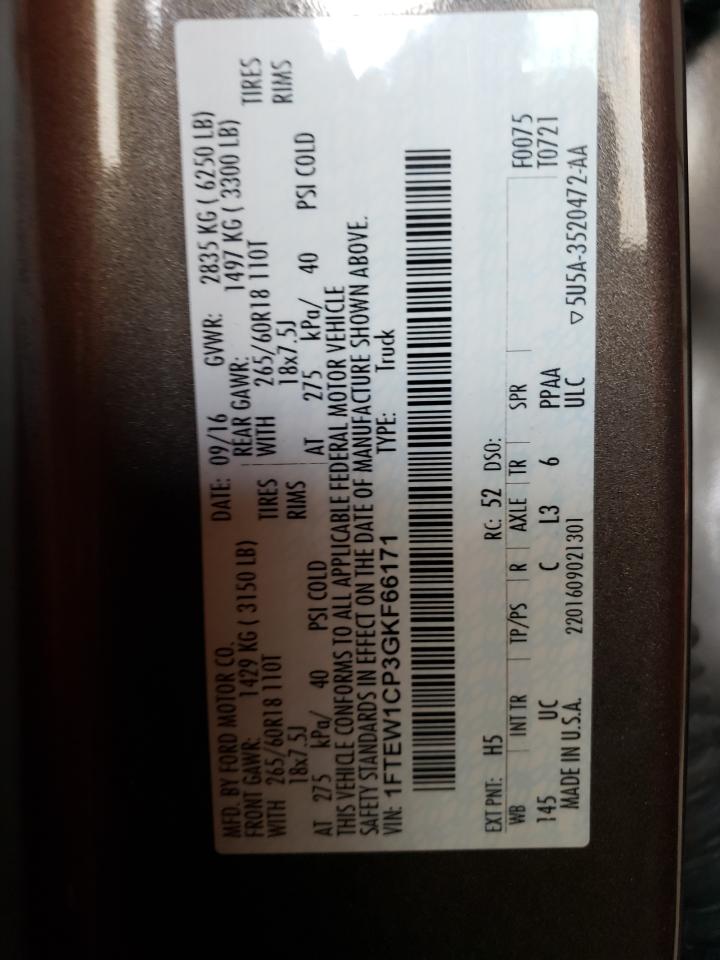 MFD. BY FORD MOTOR CO. DATE: 09/16 GVWR: 2835 KG ( 6250 LB)
FRONT GAWR: 1429 KG ( 3150 LB) REAR GAWR: 1497 KG ( 3300 LB)
WITH 265/60R18 110T TIRES WITH 265/60R18 110T TIRES
18x7.5J RIMS 18x7.5J RIMS
AT 275 kPa/ 40 PSI COLD AT 275 kPa/ 40 PSI COLD
THIS VEHICLE CONFORMS TO ALL APPLICABLE FEDERAL MOTOR VEHICLE
SAFETY STANDARDS IN EFFECT ON THE DATE OF MANUFACTURE SHOWN ABOVE.
VIN: 1FTEW1CP3GKF66171 TYPE: Truck
EXT PNT: H5 RC: 52 DSO:
WB INT TR TP/PS R AXLE TR SPR F0075
145 UC C L3 6 PPAA T0721
MADE IN U.S.A. 2201609021301 ULC ▽5U5A-3520472-AA